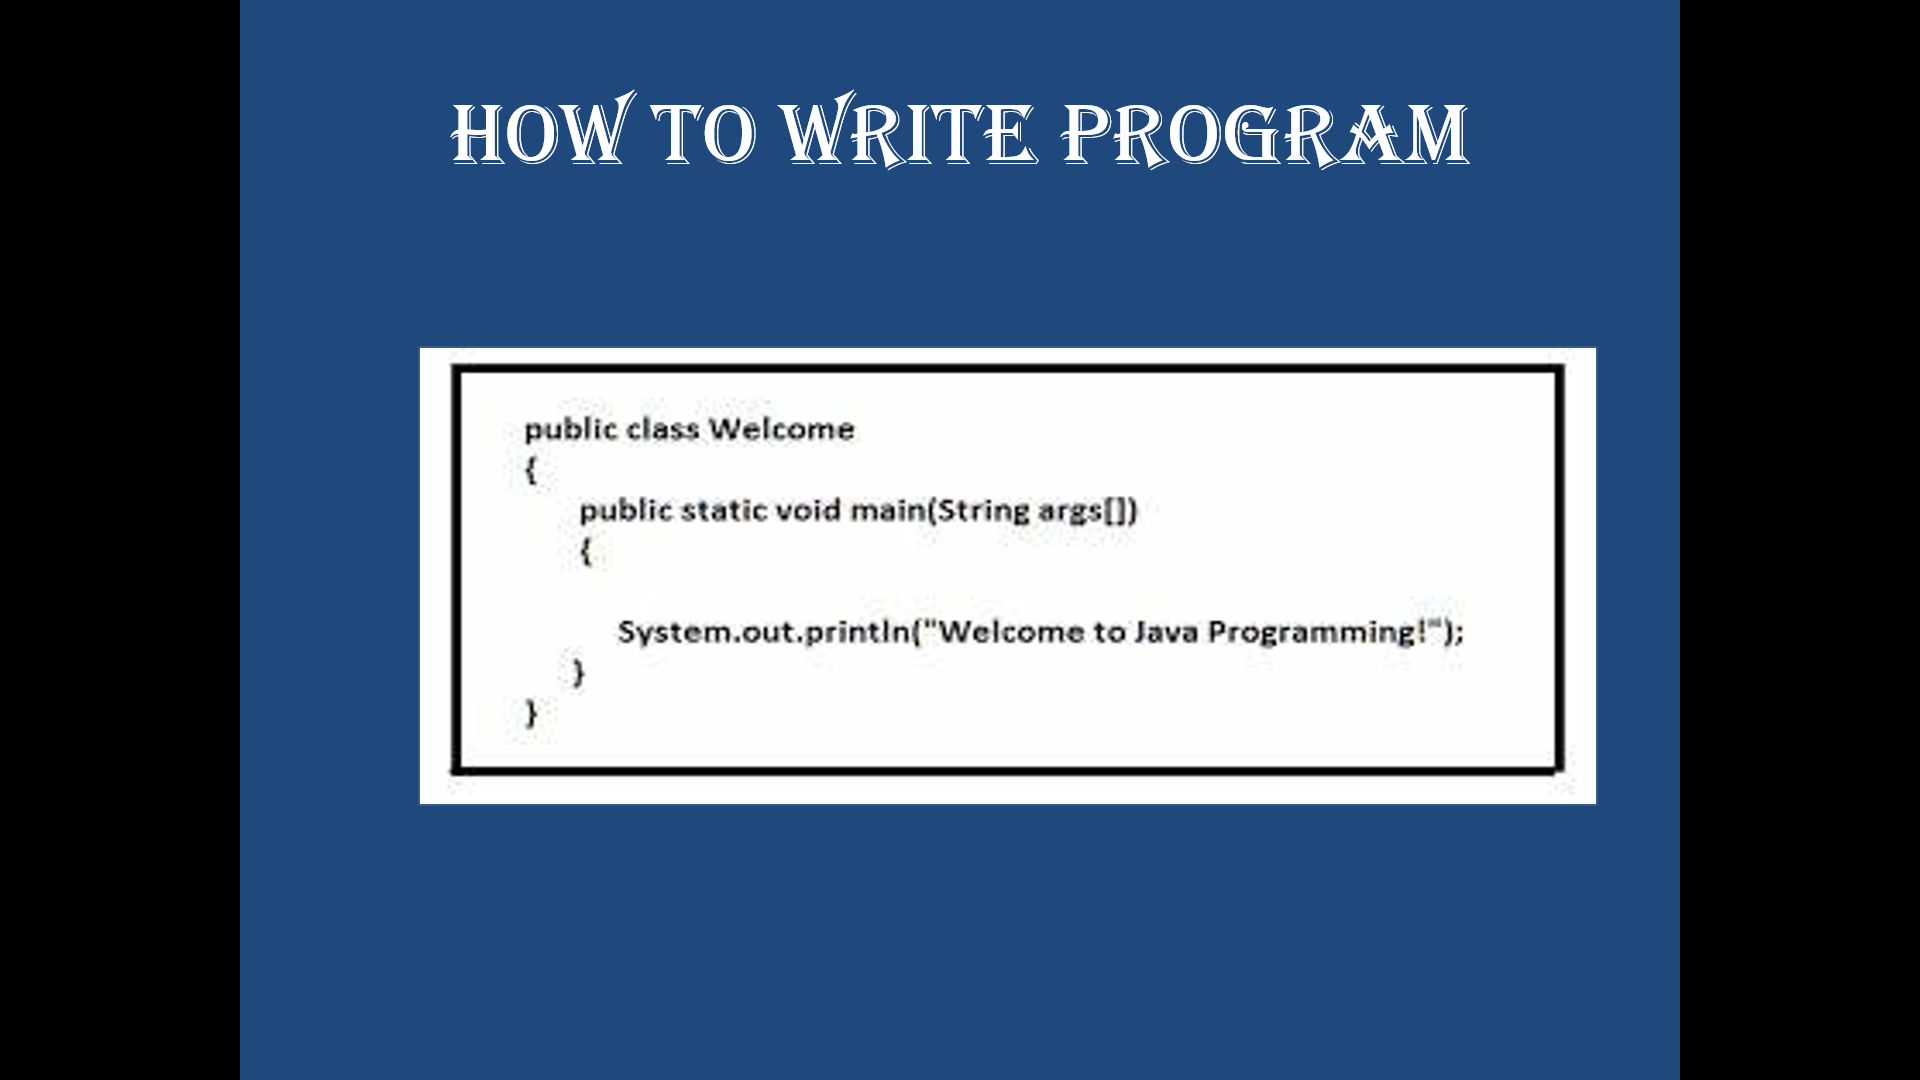 HOW TO WRITE PROGRAM
public class Welcome
{
public static void main(String args[])
{
System.out.println("Welcome to Java Programming!");
}
}